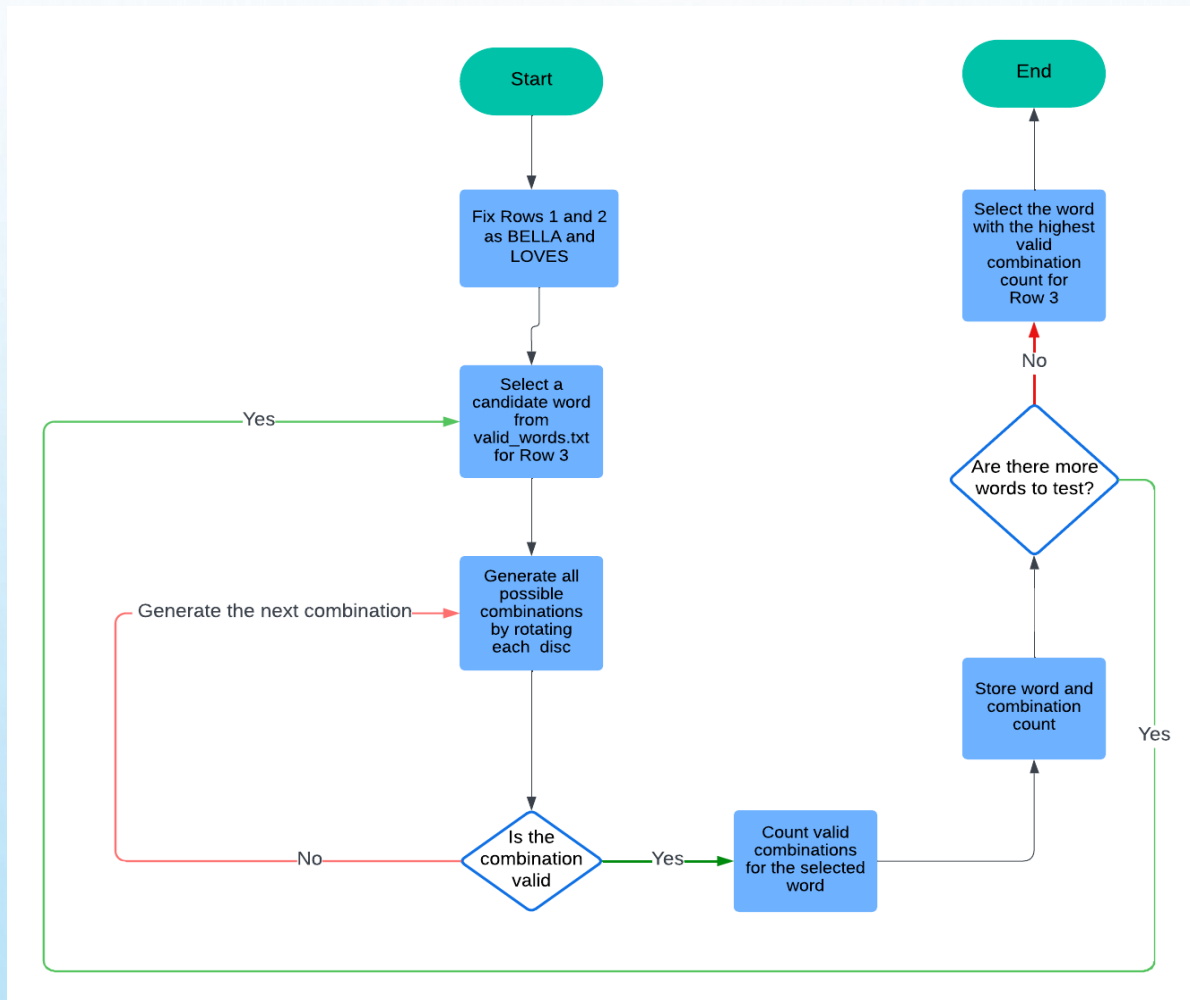 Start
Fix Rows 1 and 2
as BELLA and
LOVES
Select a
candidate word
from
valid_words.txt
for Row 3
Yes
Generate all
possible
combinations
by rotating
each disc
Generate the next combination
Is the
combination
valid
No
Yes
Count valid
combinations
for the selected
word
Store word and
combination
count
Are there more
words to test?
Yes
No
Select the word
with the highest
valid
combination
count for
Row 3
End